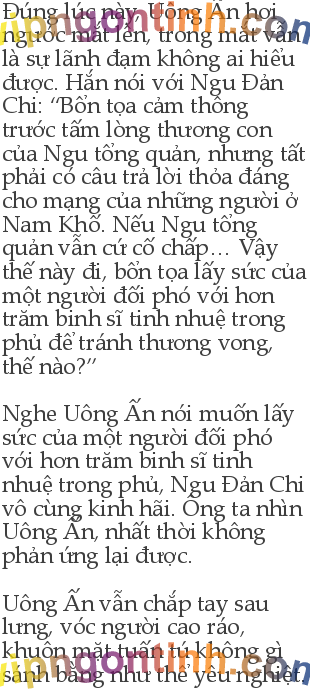 Đúng lúc này, Uông Ấn hơi
ngước mắt lên, trong mắt vẫn
là sự lãnh đạm không ai hiểu
được. Hắn nói với Ngu Đản
Chi: “Bổn tọa cảm thông
trước tấm lòng thương con
của Ngu tổng quản, nhưng tất
phải có câu trả lời thỏa đáng
cho mạng của những người ở
Nam Khố. Nếu Ngu tổng
quản vẫn cứ cố chấp… Vậy
thế này đi, bổn tọa lấy sức của
một người đối phó với hơn
trăm binh sĩ tinh nhuệ trong
phủ để tránh thương vong,
thế nào?”
Nghe Uông Ấn nói muốn lấy
sức của một người đối phó
với hơn trăm binh sĩ tinh
nhuệ trong phủ, Ngu Đản Chi
vô cùng kinh hãi. Ông ta nhìn
Uông Ấn, nhất thời không
phản ứng lại được.
Uông Ấn vẫn chắp tay sau
lưng, vóc người cao ráo,
khuôn mặt tuấn tú không gì
sánh bằng như thể yêu nghiệt.
vipngontinh.com